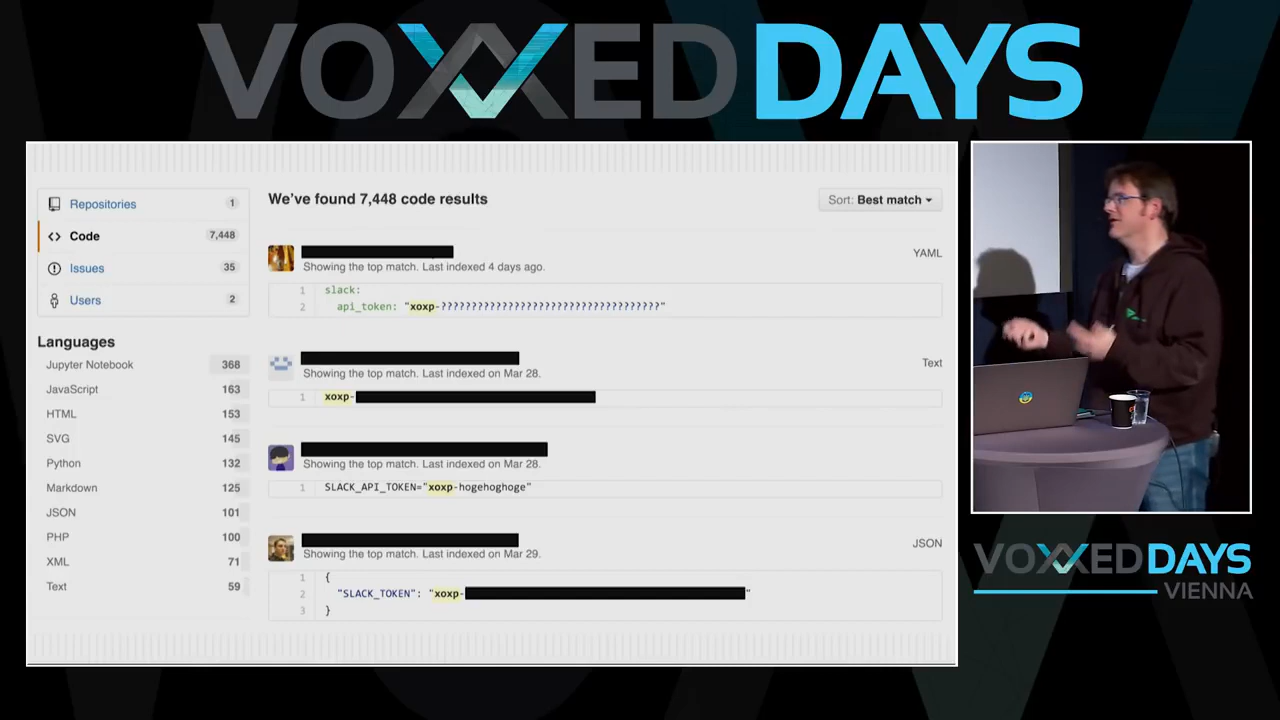 VOXXED DAYS
Repositories 1
Code 7,448
Issues 35
Users 2
Languages
Jupyter Notebook 368
JavaScript 163
HTML 153
SVG 145
Python 132
Markdown 125
JSON 101
PHP 100
XML 71
Text 59
We've found 7,448 code results
Sort: Best match
YAML
Showing the top match. Last indexed 4 days ago.
1 slack:
2 api_token: "xoxp-?????????????????????????????????????"
Text
Showing the top match. Last indexed on Mar 28.
1 xoxp-
Showing the top match. Last indexed on Mar 28.
1 SLACK_API_TOKEN="xoxp-hogehoghoge"
JSON
Showing the top match. Last indexed on Mar 29.
1 {
2 "SLACK_TOKEN": "xoxp-"
3 }
VOXXED DAYS
VIENNA